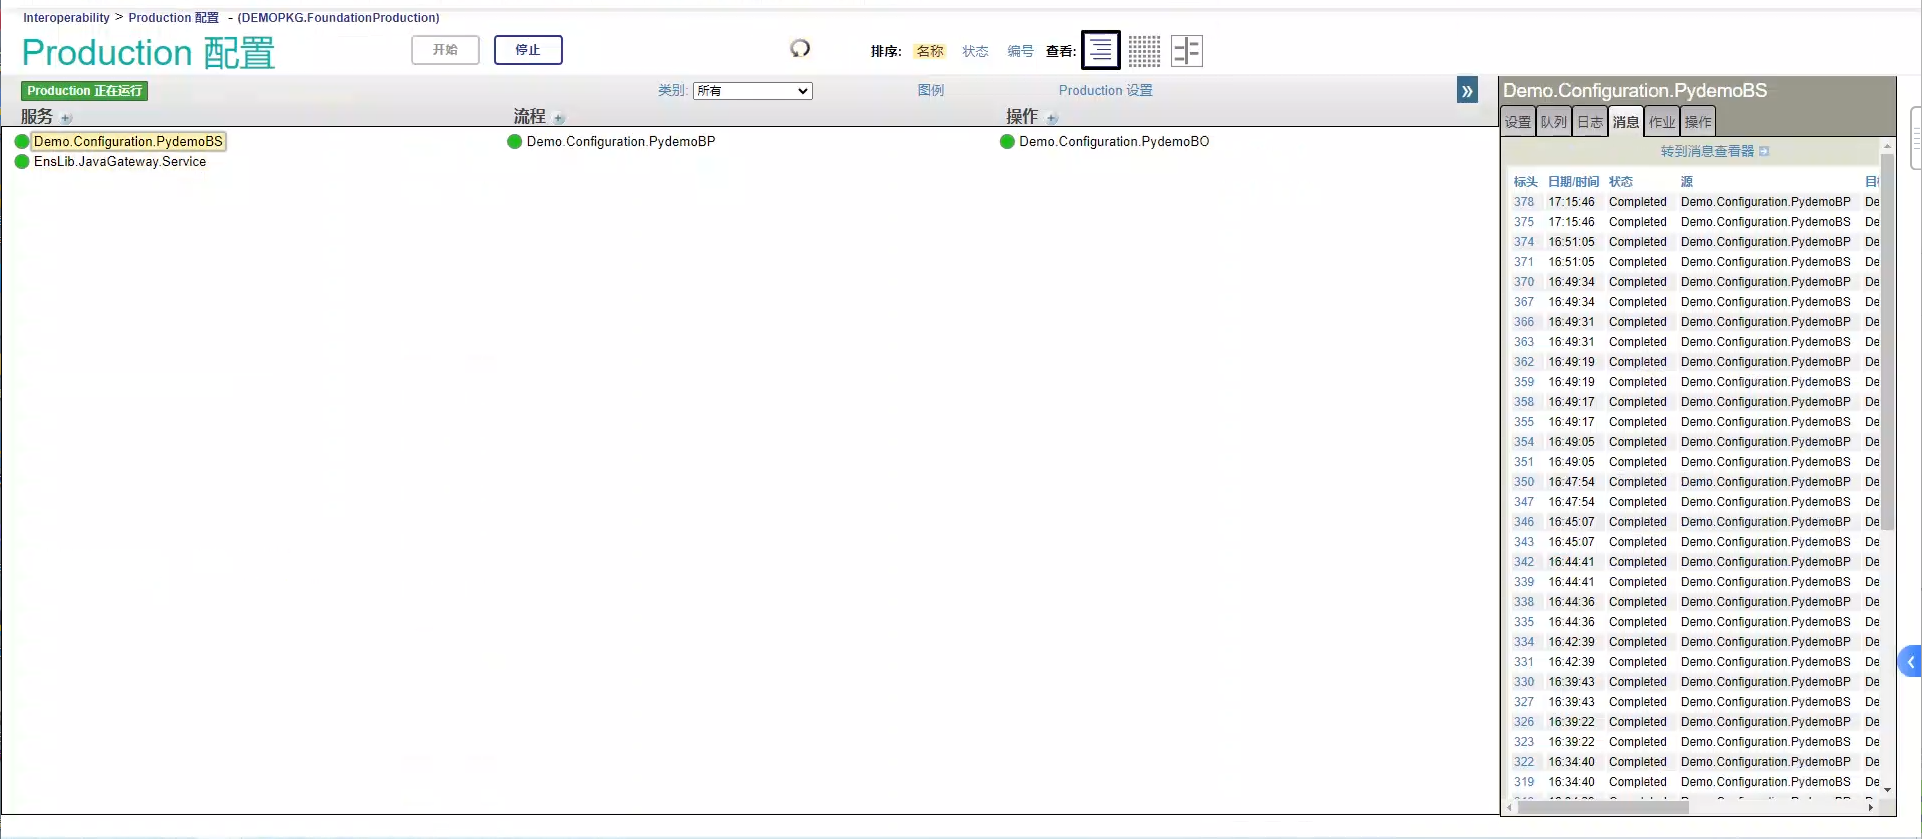 Interoperability > Production 配置 - (DEMOPKG.FoundationProduction)
Production 配置
开始 停止 排序: 名称 状态 编号 查看:
Production 正在运行 类别: 所有 图例 Production 设置 »
服务 流程 操作
Demo.Configuration.PydemoBS Demo.Configuration.PydemoBP Demo.Configuration.PydemoBO
EnsLib.JavaGateway.Service
Demo.Configuration.PydemoBS
设置 队列 日志 消息 作业 操作
转到消息查看器
标头 日期/时间 状态 源
378 17:15:46 Completed Demo.Configuration.PydemoBP De
375 17:15:46 Completed Demo.Configuration.PydemoBS De
374 16:51:05 Completed Demo.Configuration.PydemoBP De
371 16:51:05 Completed Demo.Configuration.PydemoBS De
370 16:49:34 Completed Demo.Configuration.PydemoBP De
367 16:49:34 Completed Demo.Configuration.PydemoBS De
366 16:49:31 Completed Demo.Configuration.PydemoBP De
363 16:49:31 Completed Demo.Configuration.PydemoBS De
362 16:49:19 Completed Demo.Configuration.PydemoBP De
359 16:49:19 Completed Demo.Configuration.PydemoBS De
358 16:49:17 Completed Demo.Configuration.PydemoBP De
355 16:49:17 Completed Demo.Configuration.PydemoBS De
354 16:49:05 Completed Demo.Configuration.PydemoBP De
351 16:49:05 Completed Demo.Configuration.PydemoBS De
350 16:47:54 Completed Demo.Configuration.PydemoBP De
347 16:47:54 Completed Demo.Configuration.PydemoBS De
346 16:45:07 Completed Demo.Configuration.PydemoBP De
343 16:45:07 Completed Demo.Configuration.PydemoBS De
342 16:44:41 Completed Demo.Configuration.PydemoBP De
339 16:44:41 Completed Demo.Configuration.PydemoBS De
338 16:44:36 Completed Demo.Configuration.PydemoBP De
335 16:44:36 Completed Demo.Configuration.PydemoBS De
334 16:42:39 Completed Demo.Configuration.PydemoBP De
331 16:42:39 Completed Demo.Configuration.PydemoBS De
330 16:39:43 Completed Demo.Configuration.PydemoBP De
327 16:39:43 Completed Demo.Configuration.PydemoBS De
326 16:39:22 Completed Demo.Configuration.PydemoBP De
323 16:39:22 Completed Demo.Configuration.PydemoBS De
322 16:34:40 Completed Demo.Configuration.PydemoBP De
319 16:34:40 Completed Demo.Configuration.PydemoBS De